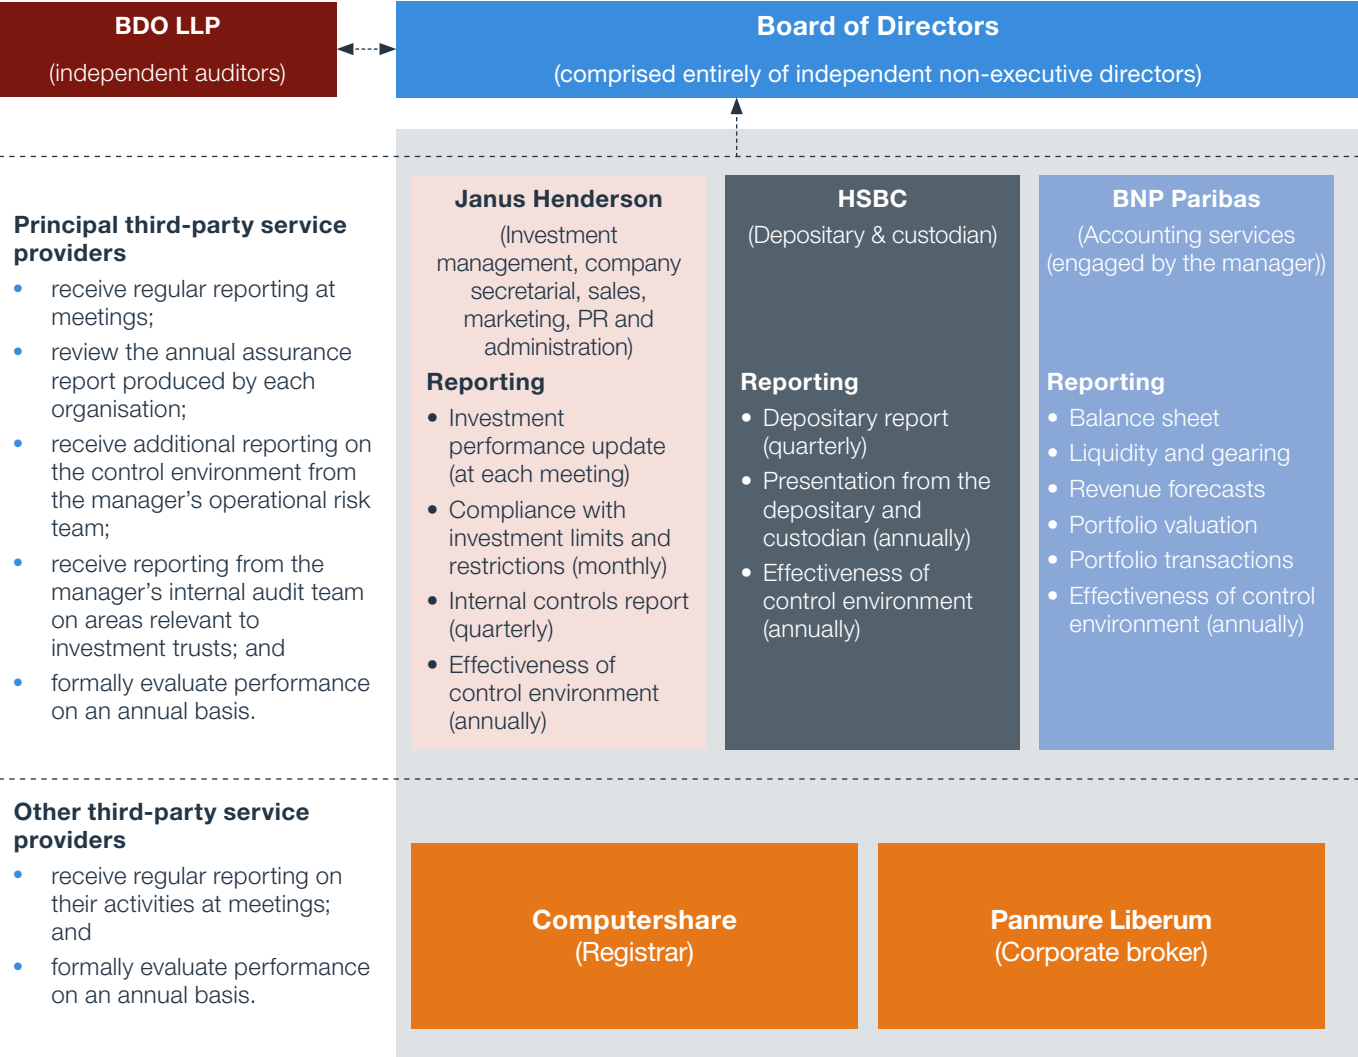 BDO LLP
(independent auditors)
Board of Directors
(comprised entirely of independent non-executive directors)
Principal third-party service
providers
• receive regular reporting at
meetings;
• review the annual assurance
report produced by each
organisation;
• receive additional reporting on
the control environment from
the manager’s operational risk
team;
• receive reporting from the
manager’s internal audit team
on areas relevant to
investment trusts; and
• formally evaluate performance
on an annual basis.
Janus Henderson
(Investment
management, company
secretarial, sales,
marketing, PR and
administration)
Reporting
• Investment
performance update
(at each meeting)
• Compliance with
investment limits and
restrictions (monthly)
• Internal controls report
(quarterly)
• Effectiveness of
control environment
(annually)
HSBC
(Depositary & custodian)
Reporting
• Depositary report
(quarterly)
• Presentation from the
depositary and
custodian (annually)
• Effectiveness of
control environment
(annually)
BNP Paribas
(Accounting services
(engaged by the manager))
Reporting
• Balance sheet
• Liquidity and gearing
• Revenue forecasts
• Portfolio valuation
• Portfolio transactions
• Effectiveness of control
environment (annually)
Other third-party service
providers
• receive regular reporting on
their activities at meetings;
and
• formally evaluate performance
on an annual basis.
Computershare
(Registrar)
Panmure Liberum
(Corporate broker)